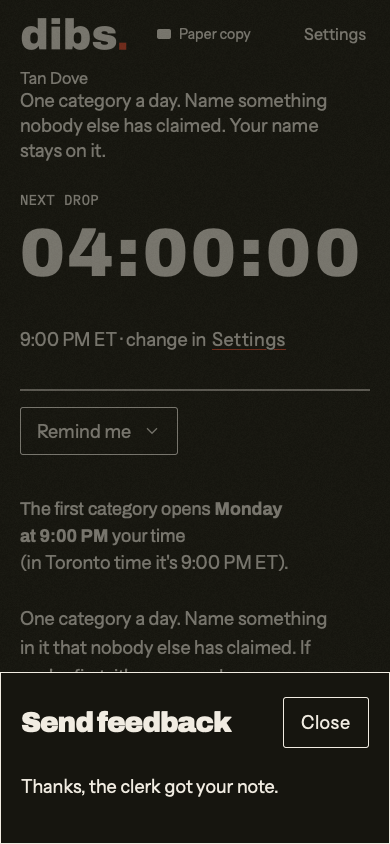 dibs.
Paper copy
Settings
Tan Dove
One category a day. Name something
nobody else has claimed. Your name
stays on it.
NEXT DROP
04:00:00
9:00 PM ET · change in Settings
Remind me
The first category opens Monday
at 9:00 PM your time
(in Toronto time it's 9:00 PM ET).
One category a day. Name something
in it that nobody else has claimed. If
Send feedback
Close
Thanks, the clerk got your note.